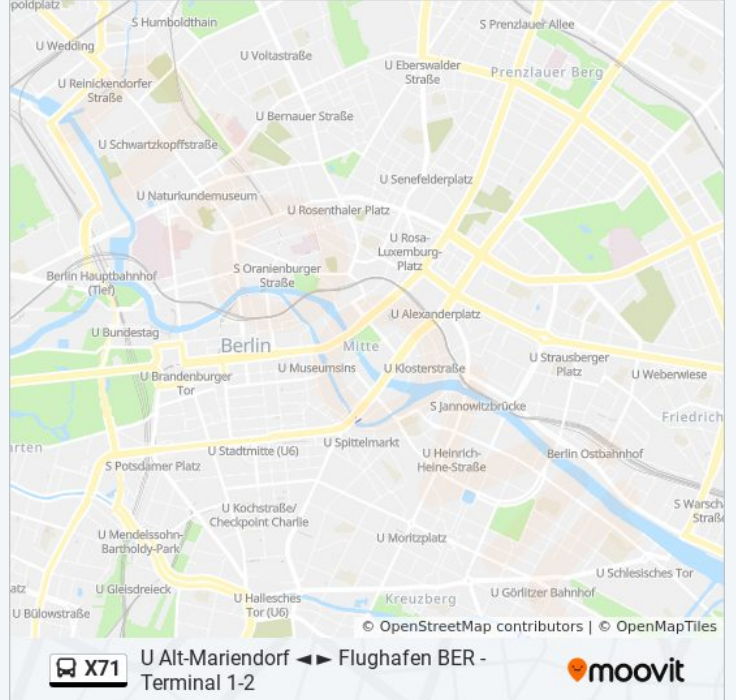 poldplatz
S Humboldthain
S Prenzlauer Allee
U Wedding
U Voltastraße
U Eberswalder
Straße
Prenzlauer Berg
U Reinickendorfer
Straße
U Bernauer Straße
U Schwartzkopffstraße
U Senefelderplatz
U Naturkundemuseum
U Rosenthaler Platz
U Rosa-
Luxemburg-
Platz
Berlin Hauptbahnhof
(Tief)
S Oranienburger
Straße
U Alexanderplatz
U Bundestag
Berlin
Mitte
U Strausberger
Platz
U Museumsins
U Klosterstraße
U Weberwiese
U Brandenburger
Tor
S Jannowitzbrücke
Friedrich
rten
U Spittelmarkt
U Stadtmitte (U6)
U Heinrich-
Heine-Straße
Berlin Ostbahnhof
S Potsdamer Platz
S Warsch
Straße
U Kochstraße/
Checkpoint Charlie
U Mendelssohn-
Bartholdy-Park
U Moritzplatz
U Schlesisches Tor
atz
U Gleisdreieck
U Hallesches
Tor (U6)
Kreuzberg
U Görlitzer Bahnhof
U Bülowstraße
© OpenStreetMap contributors | © OpenMapTiles
X71
U Alt-Mariendorf ◄ ► Flughafen BER -
Terminal 1-2
moovit